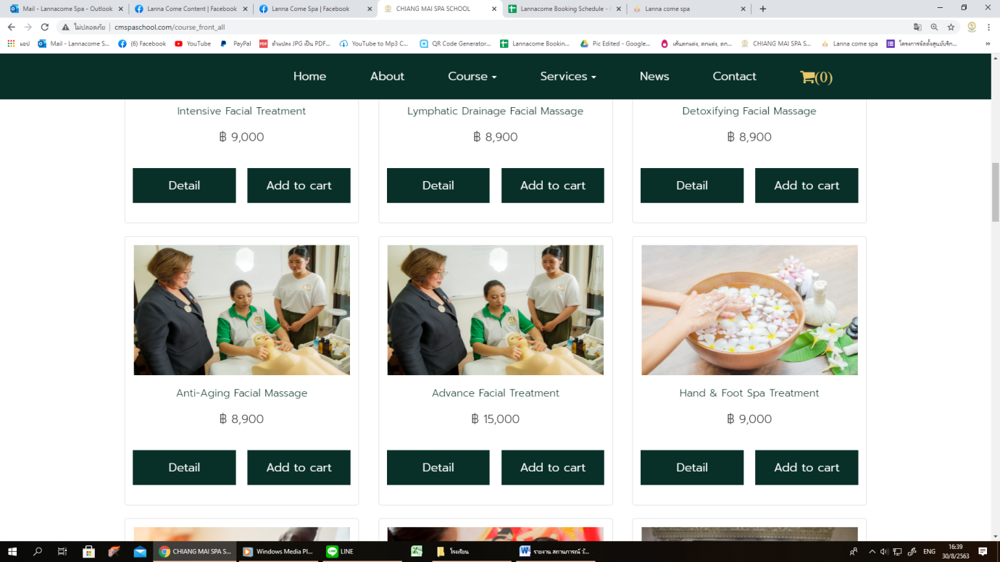 Mail - Lannacome Spa - Outlook
Lanna Come Content | Facebook
Lanna Come Spa | Facebook
CHIANG MAI SPA SCHOOL
Lannacome Booking Schedule -
Lanna come spa
ไม่ปลอดภัย | cmspaschool.com/course_front_all
แอป
Mail - Lannacome S...
(6) Facebook
YouTube
PayPal
ตัวแปลง JPG เป็น PDF...
YouTube to Mp3 C...
QR Code Generator...
Lannacome Bookin...
Pic Edited - Google...
เส้นตกแต่ง, ตกแต่ง, ตก...
CHIANG MAI SPA S...
Lanna come spa
โครงการจัดตั้งศูนย์บริก...
Home About Course Services News Contact (0)
Intensive Facial Treatment Lymphatic Drainage Facial Massage Detoxifying Facial Massage
฿ 9,000 ฿ 8,900 ฿ 8,900
Detail Add to cart Detail Add to cart Detail Add to cart
Anti-Aging Facial Massage Advance Facial Treatment Hand & Foot Spa Treatment
฿ 8,900 ฿ 15,000 ฿ 9,000
Detail Add to cart Detail Add to cart Detail Add to cart
CHIANG MAI SPA S...
Windows Media Pl...
LINE
โรงเรียน
รายงาน สถานการณ์ วั...
ENG
16:39
30/8/2563